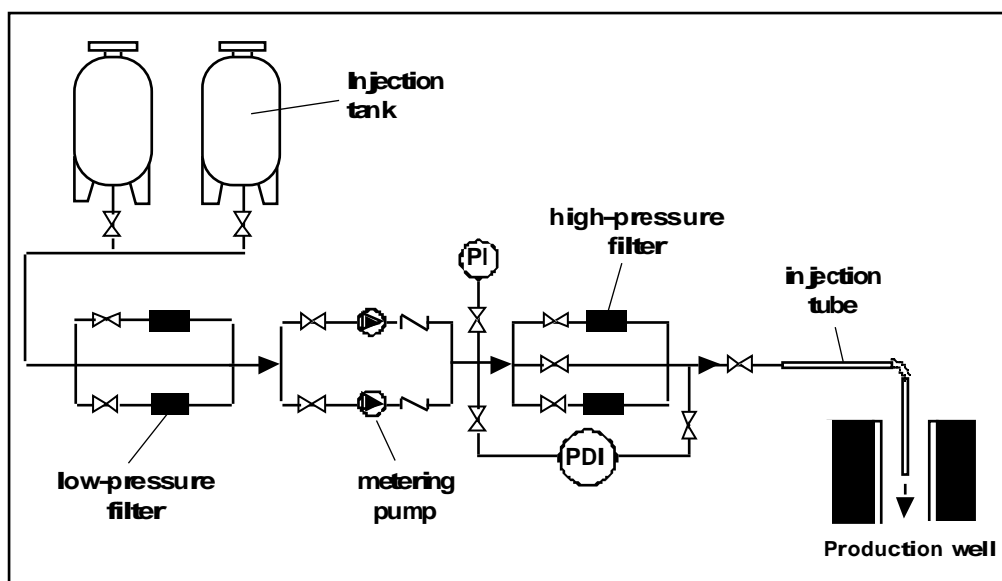 Injection
tank
high-pressure
filter
PI
injection
tube
PDI
low-pressure
filter
metering
pump
Production well